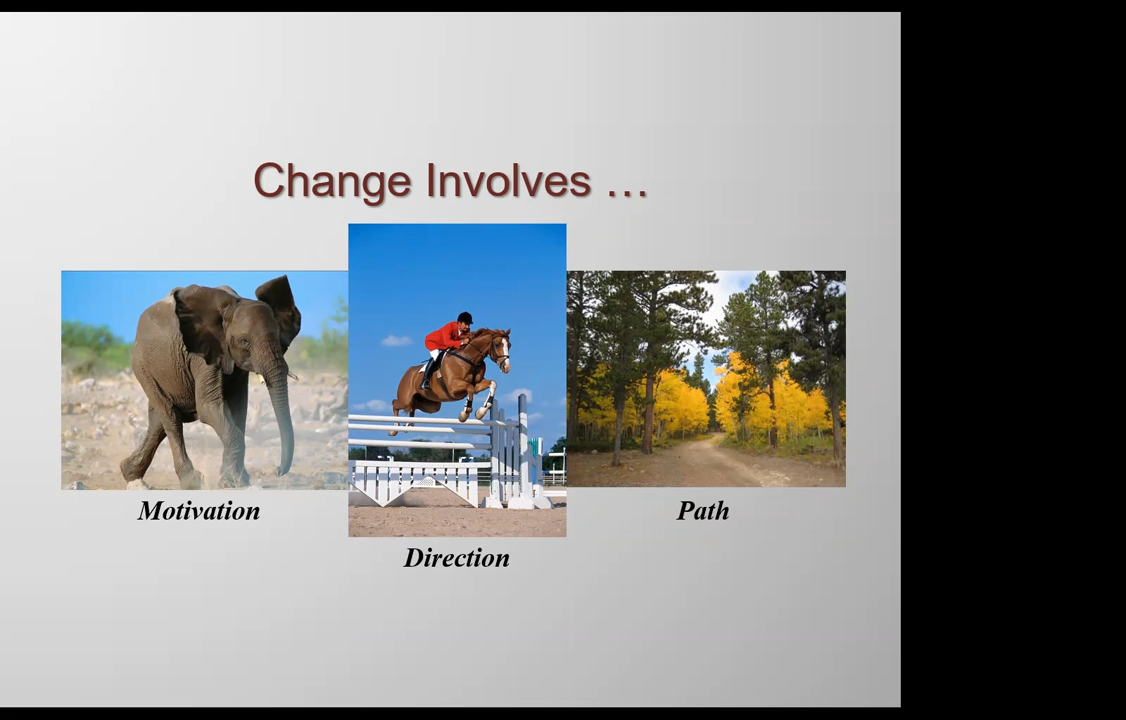 Change Involves …
Motivation
Direction
Path